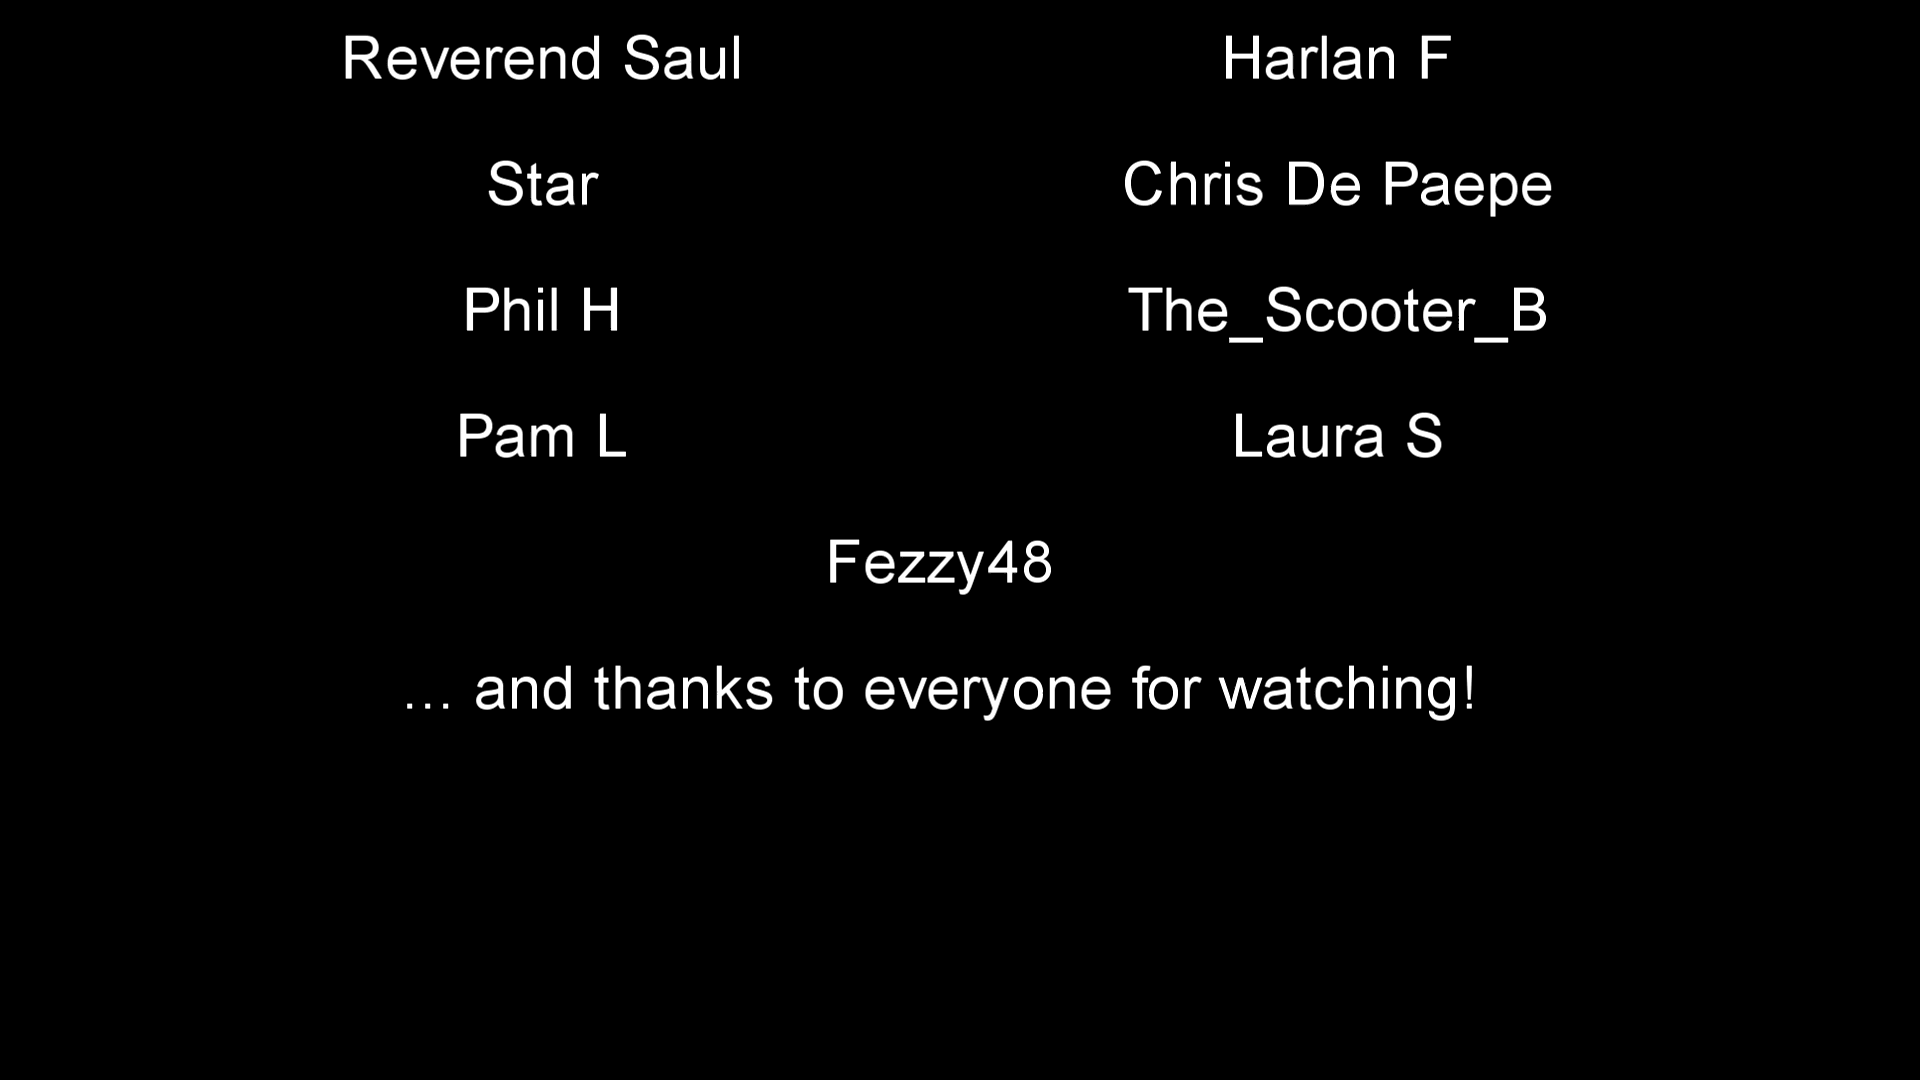 Reverend Saul
Harlan F
Star
Chris De Paepe
Phil H
The_Scooter_B
Pam L
Laura S
Fezzy48
... and thanks to everyone for watching!